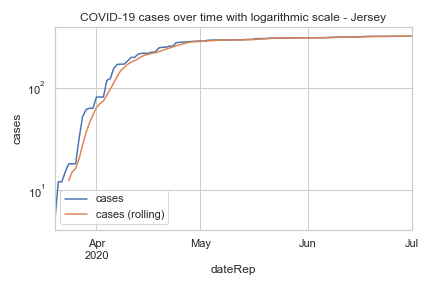 COVID-19 cases over time with logarithmic scale - Jersey
cases
10²
10¹
cases
cases (rolling)
Apr
2020
May
Jun
Jul
dateRep